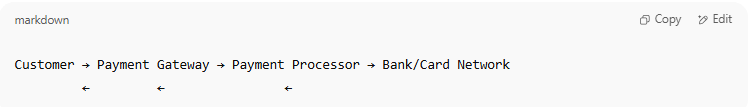 markdown
Copy
Edit
Customer → Payment Gateway → Payment Processor → Bank/Card Network
← ← ←